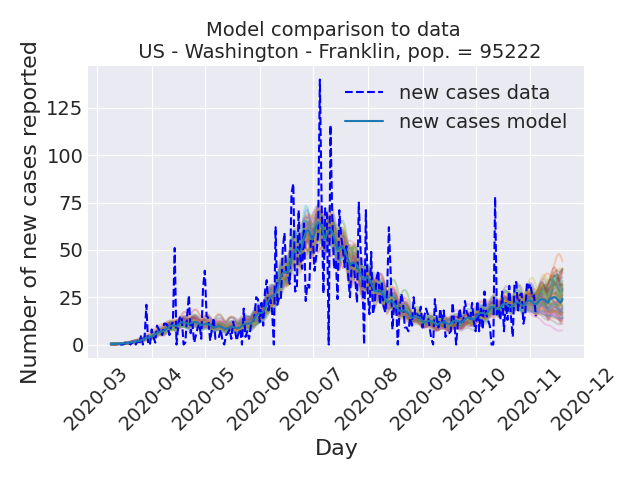 Model comparison to data
US - Washington - Franklin, pop. = 95222
Number of new cases reported
125
100
75
50
25
0
new cases data
new cases model
2020-03
2020-04
2020-05
2020-06
2020-07
2020-08
2020-09
2020-10
2020-11
2020-12
Day